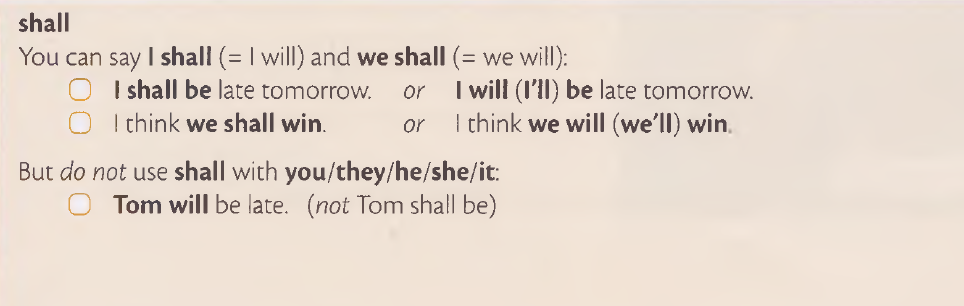 shall
You can say I shall (= I will) and we shall (= we will):
I shall be late tomorrow. or I will (I'll) be late tomorrow.
I think we shall win. or I think we will (we'll) win.
But do not use shall with you/they/he/she/it:
Tom will be late. (not Tom shall be)